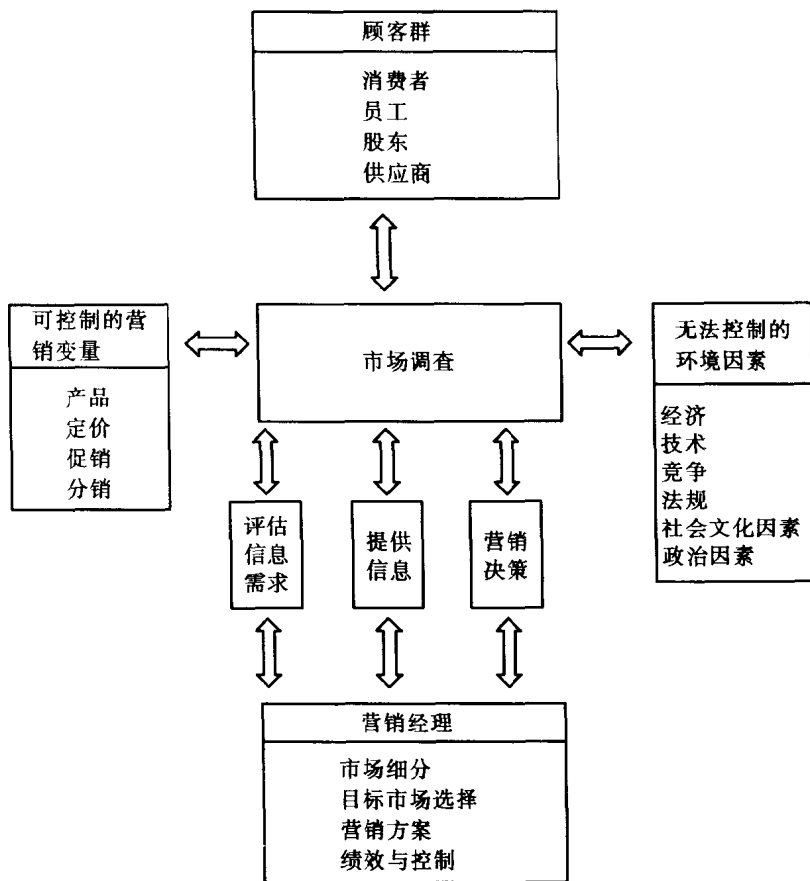 顾客群
消费者
员工
股东
供应商
可控制的营
销变量
产品
定价
促销
分销
市场调查
无法控制的
环境因素
经济
技术
竞争
法规
社会文化因素
政治因素
评估
信息
需求
提供
信息
营销
决策
营销经理
市场细分
目标市场选择
营销方案
绩效与控制